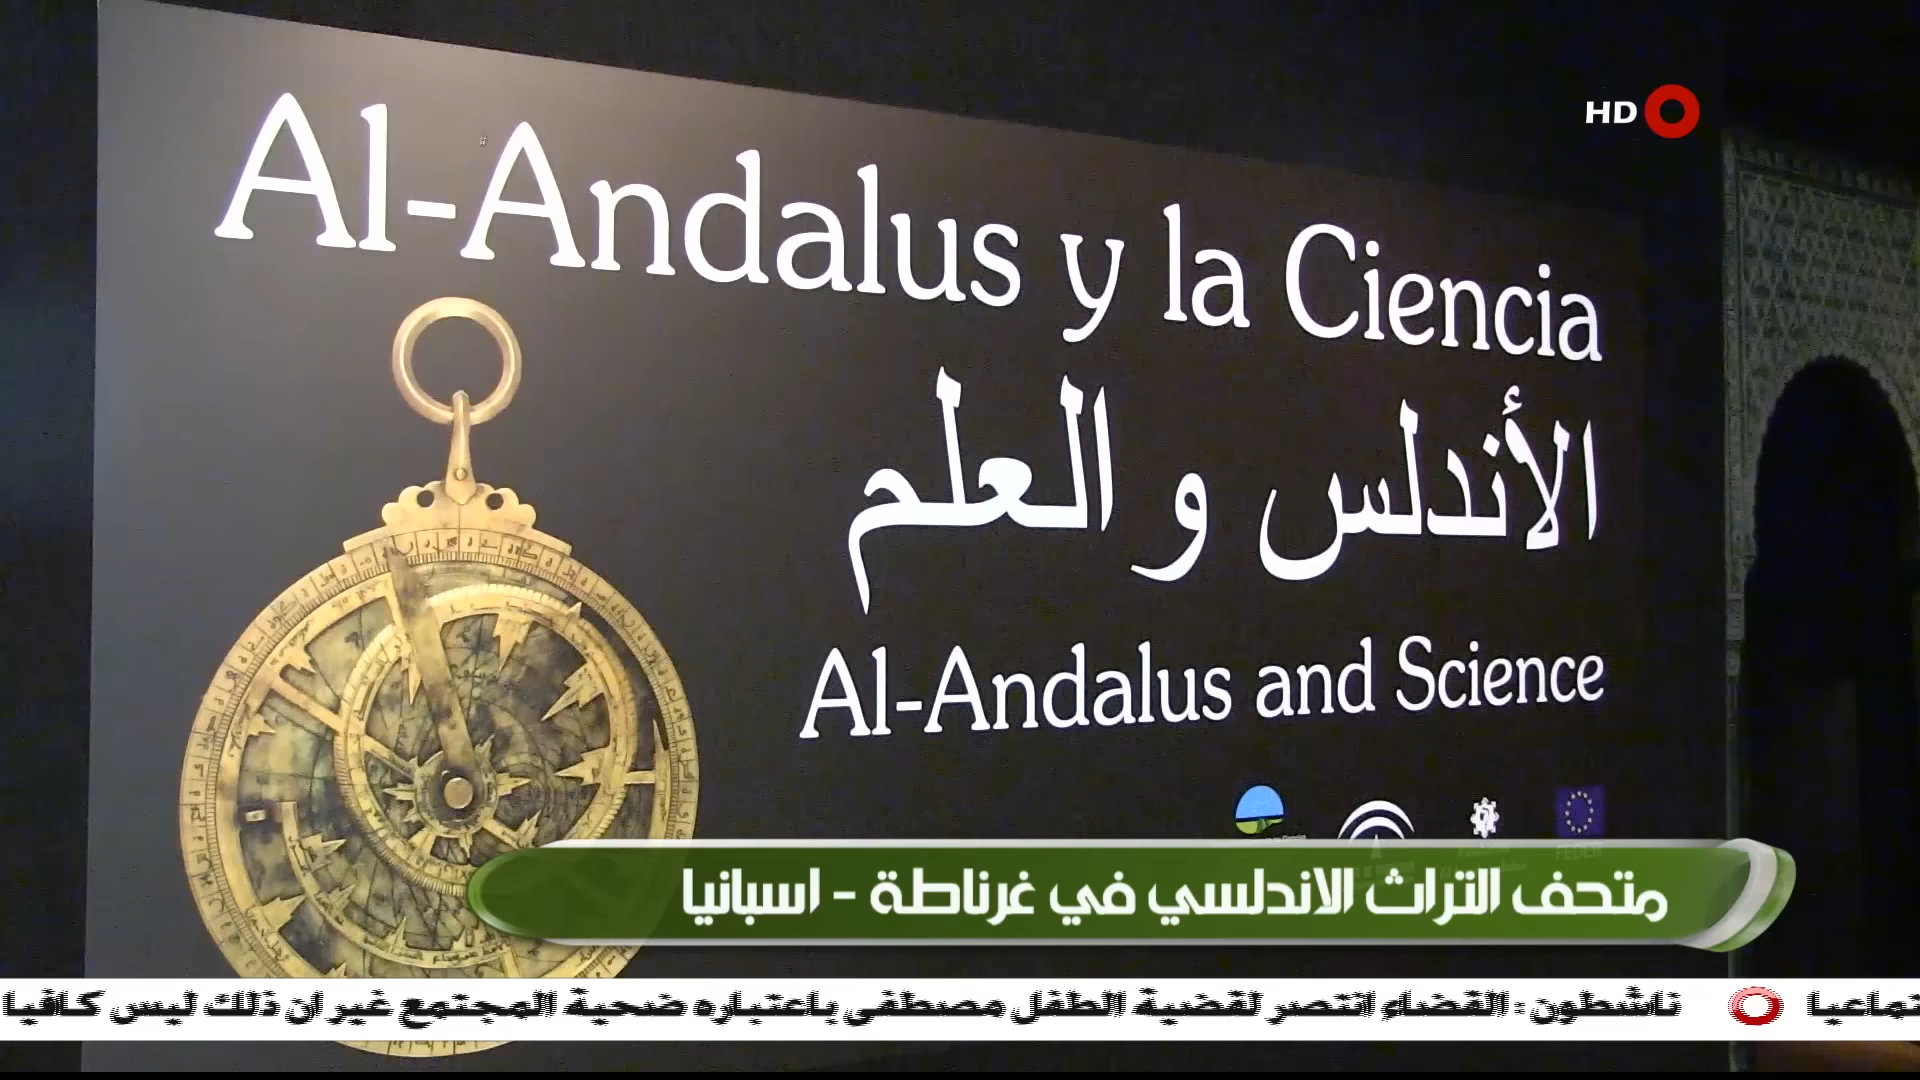 HD
Al-Andalus y la Ciencia
الأندلس و العلم
Al-Andalus and Science
FEDER
متحف التراث الاندلسي في غرناطة - اسبانيا
تماعيا
ناشطون : القضاء انتصر لقضية الطفل مصطفى باعتباره ضحية المجتمع غير ان ذلك ليس كافيا